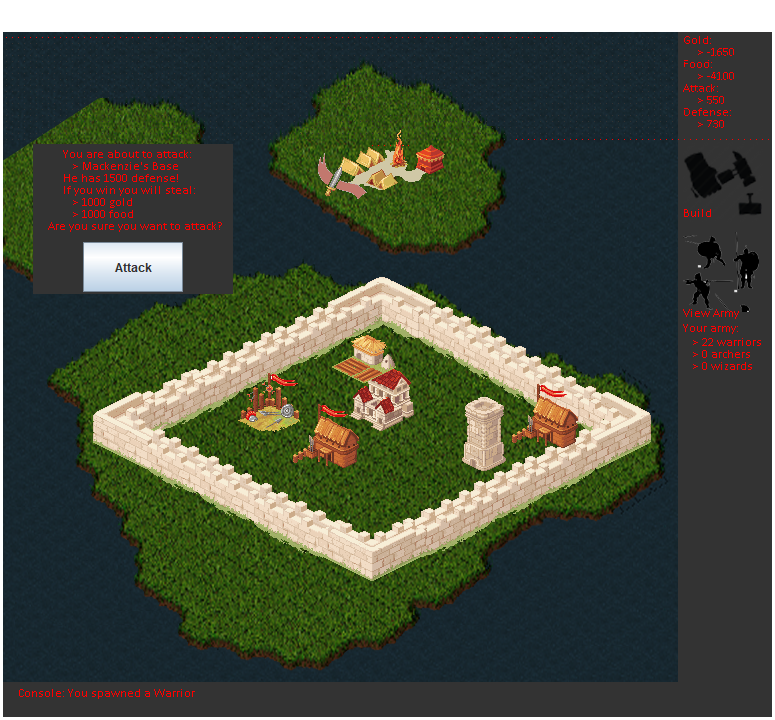 You are about to attack:
> Mackenzie's Base
He has 1500 defense!
If you win you will steal:
> 1000 gold
> 1000 food
Are you sure you want to attack?
Attack
Gold:
> -1650
Food:
> -4100
Attack:
> 550
Defense:
> 730
Build
View Army
Your army:
> 22 warriors
> 0 archers
> 0 wizards
Console: You spawned a Warrior